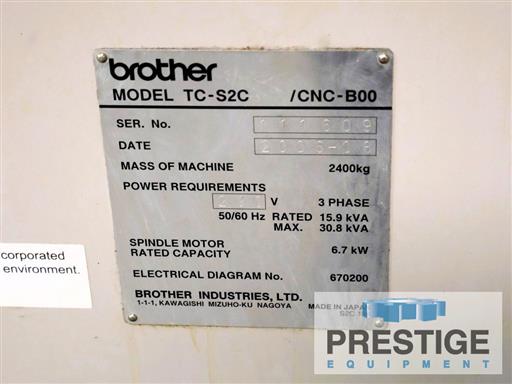 brother
MODEL TC-S2C /CNC-B00
SER. No. 111609
DATE
MASS OF MACHINE 2400kg
POWER REQUIREMENTS
V 3 PHASE
50/60 Hz RATED 15.9 kVA
MAX. 30.8 kVA
SPINDLE MOTOR
RATED CAPACITY 6.7 kW
ELECTRICAL DIAGRAM No. 670200
BROTHER INDUSTRIES, LTD.
1-1-1, KAWAGISHI MIZUHO-KU NAGOYA
MADE IN JAPAN
S2C
corporated
environment.
PRESTIGE
EQUIPMENT